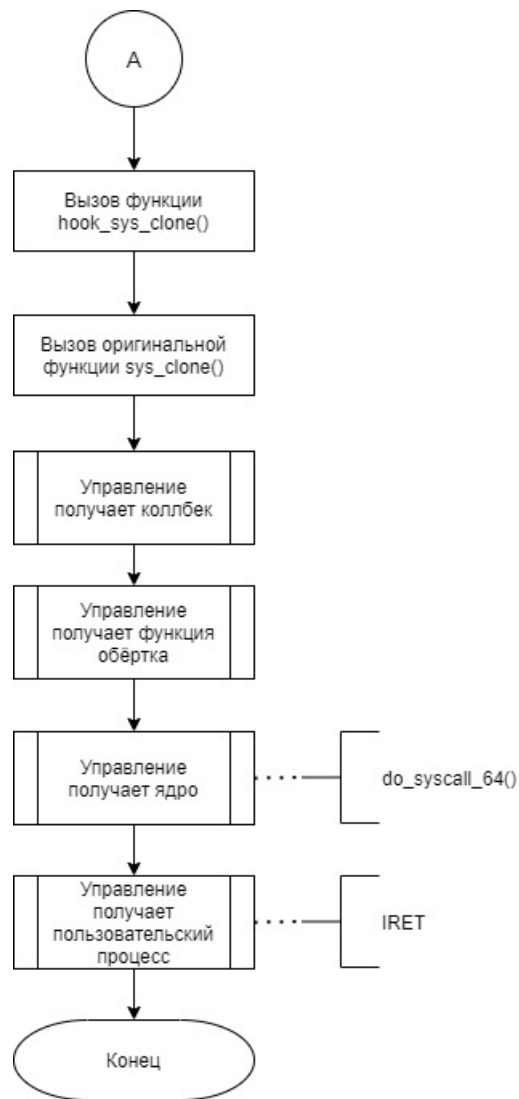 А
Вызов функции
hook_sys_clone()
Вызов оригинальной
функции sys_clone()
Управление
получает коллбек
Управление
получает функция
обёртка
Управление
получает ядро
do_syscall_64()
Управление
получает
пользовательский
процесс
IRET
Конец